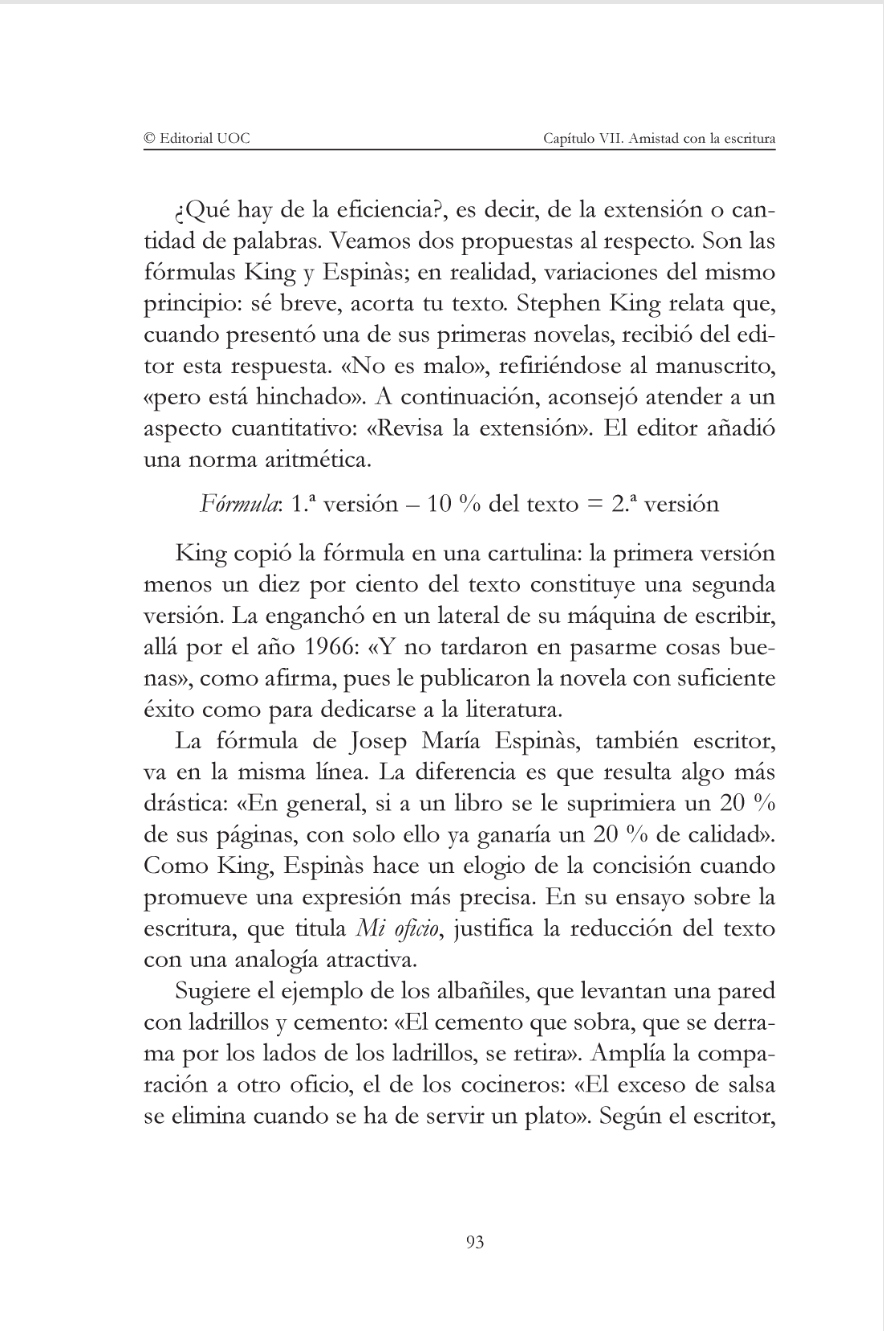 © Editorial UOC
Capítulo VII. Amistad con la escritura
¿Qué hay de la eficiencia?, es decir, de la extensión o can-
tidad de palabras. Veamos dos propuestas al respecto. Son las
fórmulas King y Espinàs; en realidad, variaciones del mismo
principio: sé breve, acorta tu texto. Stephen King relata que,
cuando presentó una de sus primeras novelas, recibió del edi-
tor esta respuesta. «No es malo», refiriéndose al manuscrito,
«pero está hinchado». A continuación, aconsejó atender a un
aspecto cuantitativo: «Revisa la extensión». El editor añadió
una norma aritmética.
Fórmula: 1.ª versión – 10 % del texto = 2.ª versión
King copió la fórmula en una cartulina: la primera versión
menos un diez por ciento del texto constituye una segunda
versión. La enganchó en un lateral de su máquina de escribir,
allá por el año 1966: «Y no tardaron en pasarme cosas bue-
nas», como afirma, pues le publicaron la novela con suficiente
éxito como para dedicarse a la literatura.
La fórmula de Josep María Espinàs, también escritor,
va en la misma línea. La diferencia es que resulta algo más
drástica: «En general, si a un libro se le suprimiera un 20 %
de sus páginas, con solo ello ya ganaría un 20 % de calidad».
Como King, Espinàs hace un elogio de la concisión cuando
promueve una expresión más precisa. En su ensayo sobre la
escritura, que titula Mi oficio, justifica la reducción del texto
con una analogía atractiva.
Sugiere el ejemplo de los albañiles, que levantan una pared
con ladrillos y cemento: «El cemento que sobra, que se derra-
ma por los lados de los ladrillos, se retira». Amplía la compa-
ración a otro oficio, el de los cocineros: «El exceso de salsa
se elimina cuando se ha de servir un plato». Según el escritor,
93